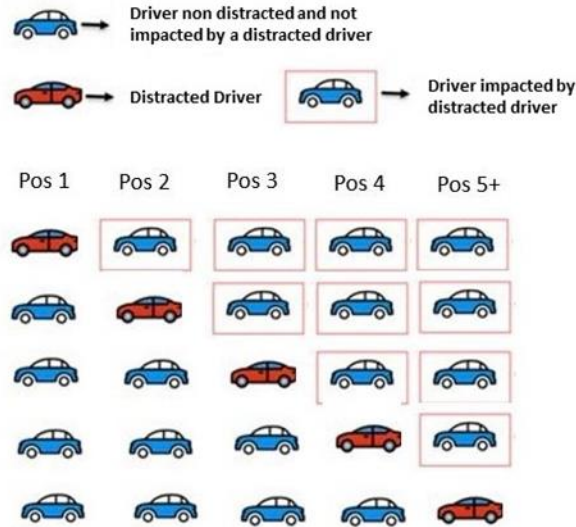 Driver non distracted and not
impacted by a distracted driver
Distracted Driver
Driver impacted by
distracted driver
Pos 1 Pos 2 Pos 3 Pos 4 Pos 5+